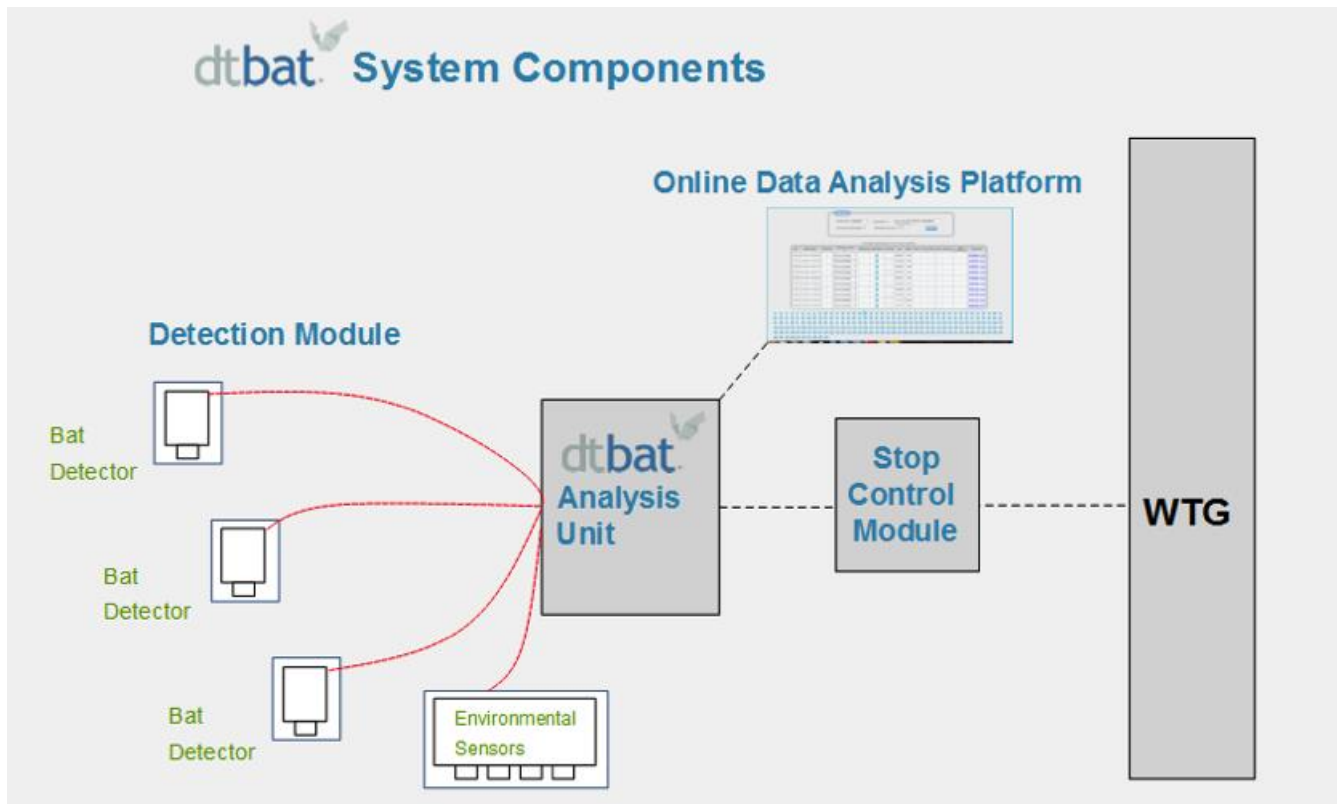 dtbat. System Components
Online Data Analysis Platform
Detection Module
Bat
Detector
Bat
Detector
Bat
Detector
Environmental
Sensors
dtbat.
Analysis
Unit
Stop
Control
Module
WTG